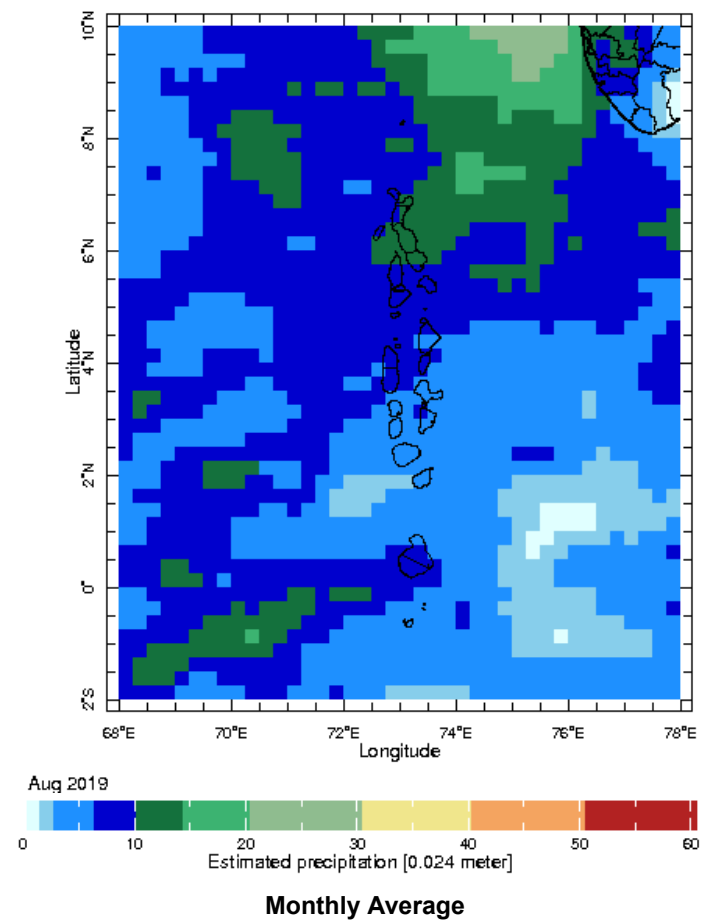 10°N
8°N
6°N
4°N
2°N
0°
2°S
Latitude
68°E 70°E 72°E 74°E 76°E 78°E
Longitude
Aug 2019
0 10 20 30 40 50 60
Estimated precipitation [0.024 meter]
Monthly Average